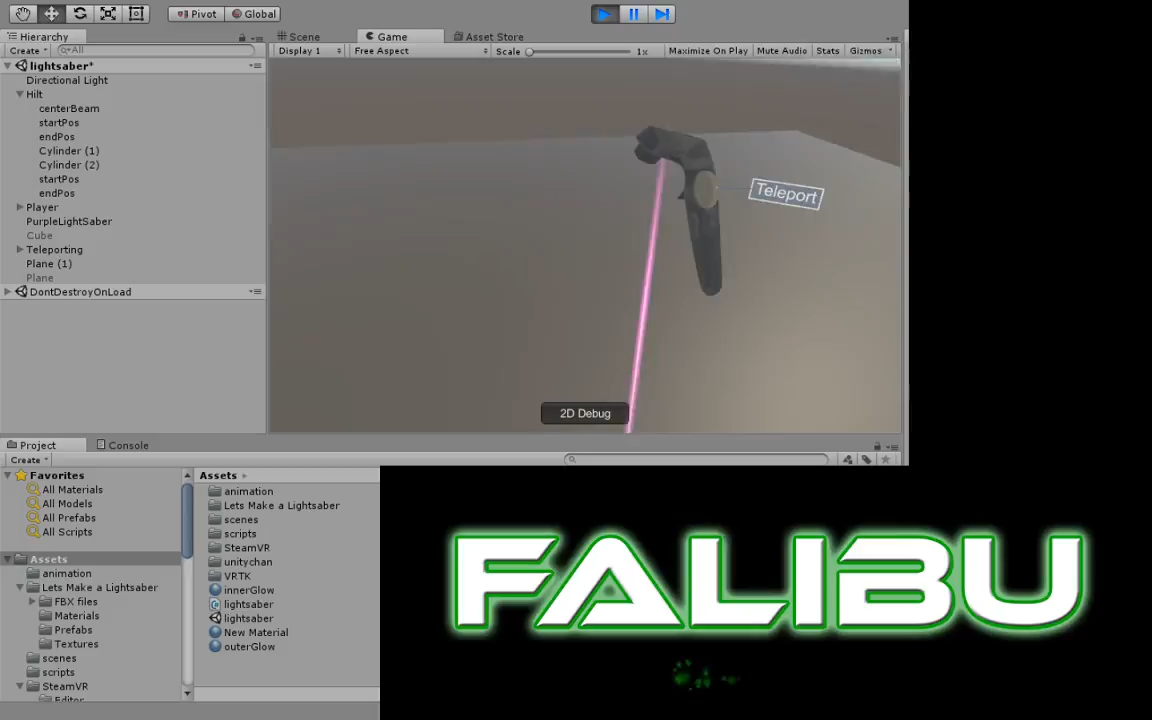 Pivot Global
Hierarchy
Create All
lightsaber*
Directional Light
Hilt
centerBeam
startPos
endPos
Cylinder (1)
Cylinder (2)
startPos
endPos
Player
PurpleLightSaber
Cube
Teleporting
Plane (1)
Plane
DontDestroyOnLoad
Scene Game Asset Store
Display 1 Free Aspect Scale 1x Maximize On Play Mute Audio Stats Gizmos
Teleport
2D Debug
Project Console
Create
Favorites
All Materials
All Models
All Prefabs
All Scripts
Assets
animation
Lets Make a Lightsaber
FBX files
Materials
Prefabs
Textures
scenes
scripts
SteamVR
Editor
Assets
animation
Lets Make a Lightsaber
scenes
scripts
SteamVR
unitychan
VRTK
innerGlow
lightsaber
lightsaber
New Material
outerGlow
FALIBU